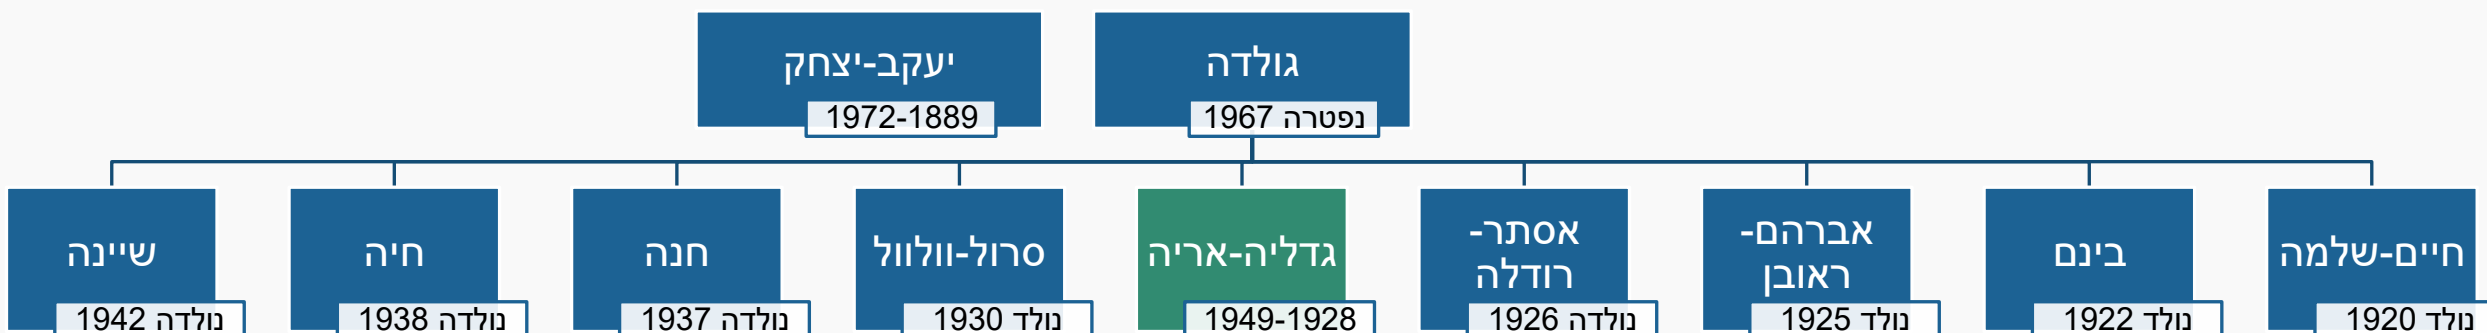 גולדה
נפטרה 1967
יעקב-יצחק
1972-1889
חיים-שלמה
נולד 1920
בינם
נולד 1922
אברהם-
ראובן
נולד 1925
אסתר-
רודלה
נולדה 1926
גדליה-אריה
1949-1928
סרול-וולוול
נולד 1930
חנה
נולדה 1937
חיה
נולדה 1938
שיינה
נולדה 1942